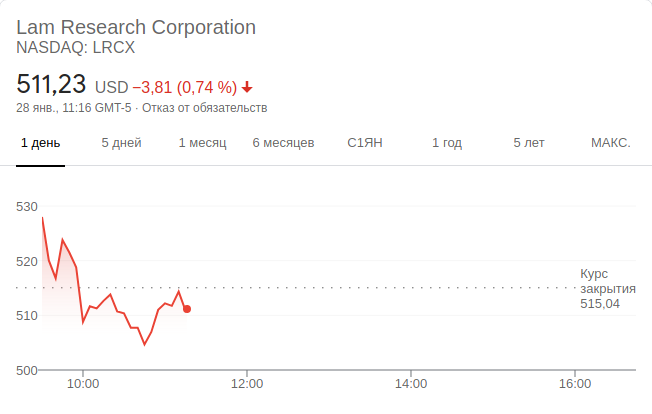 Lam Research Corporation
NASDAQ: LRCX
511,23 USD −3,81 (0,74 %)
28 янв., 11:16 GMT-5 · Отказ от обязательств
1 день 5 дней 1 месяц 6 месяцев С1ЯН 1 год 5 лет МАКС.
530
520
Курс
закрытия
515,04
510
500
10:00 12:00 14:00 16:00